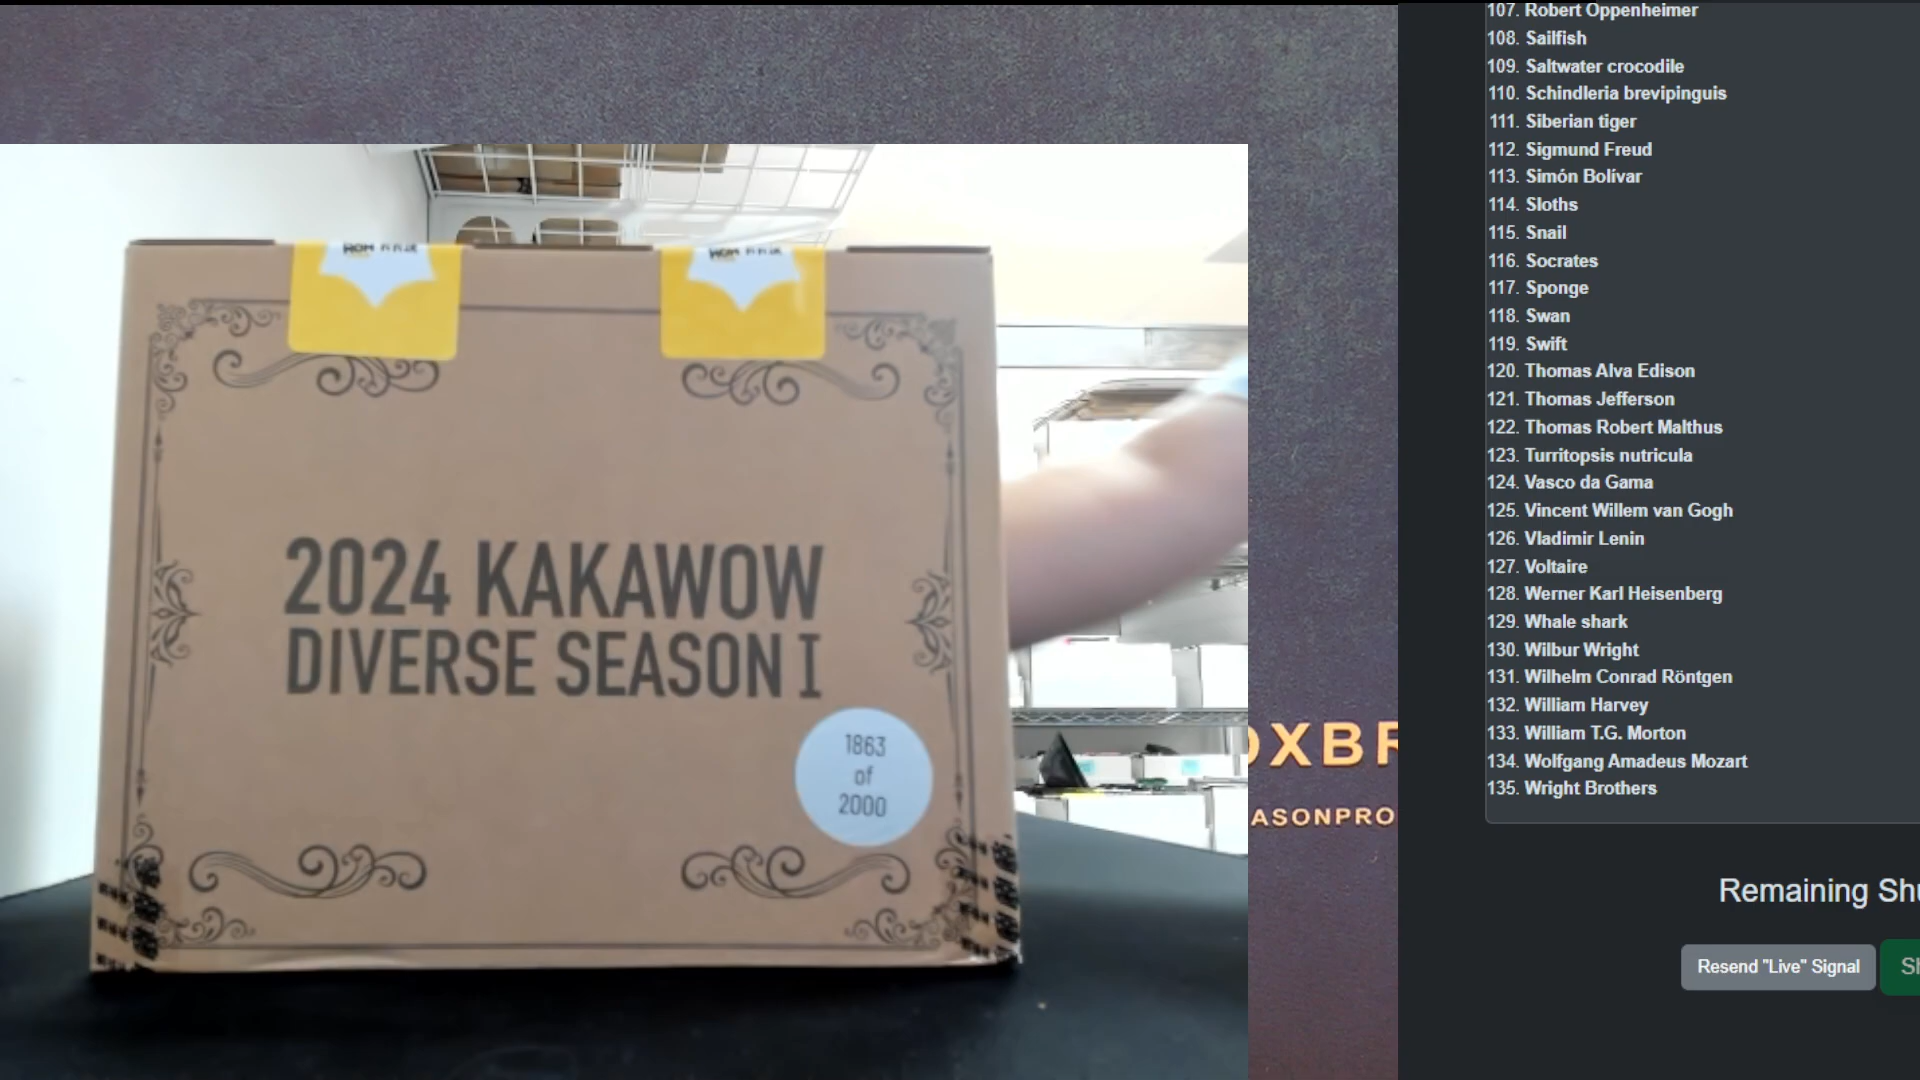 2024 KAKAWOW
DIVERSE SEASON I
1863
of
2000
107. Robert Oppenheimer
108. Sailfish
109. Saltwater crocodile
110. Schindleria brevipinguis
111. Siberian tiger
112. Sigmund Freud
113. Simón Bolívar
114. Sloths
115. Snail
116. Socrates
117. Sponge
118. Swan
119. Swift
120. Thomas Alva Edison
121. Thomas Jefferson
122. Thomas Robert Malthus
123. Turritopsis nutricula
124. Vasco da Gama
125. Vincent Willem van Gogh
126. Vladimir Lenin
127. Voltaire
128. Werner Karl Heisenberg
129. Whale shark
130. Wilbur Wright
131. Wilhelm Conrad Röntgen
132. William Harvey
133. William T.G. Morton
134. Wolfgang Amadeus Mozart
135. Wright Brothers
Remaining
Resend "Live" Signal